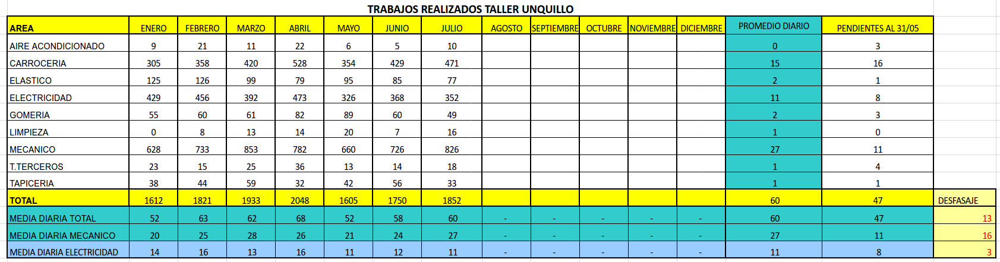 TRABAJOS REALIZADOS TALLER UNQUILLO
AREA ENERO FEBRERO MARZO ABRIL MAYO JUNIO JULIO AGOSTO SEPTIEMBRE OCTUBRE NOVIEMBRE DICIEMBRE PROMEDIO DIARIO PENDIENTES AL 31/05
AIRE ACONDICIONADO 9 21 11 22 6 5 10 0 3
CARROCERIA 305 358 420 528 354 429 471 15 16
ELASTICO 125 126 99 79 95 85 77 2 1
ELECTRICIDAD 429 456 392 473 326 368 352 11 8
GOMERIA 55 60 61 82 89 60 49 2 3
LIMPIEZA 0 8 13 14 20 7 16 1 0
MECANICO 628 733 853 782 660 726 826 27 11
T.TERCEROS 23 15 25 36 13 14 18 1 4
TAPICERIA 38 44 59 32 42 56 33 1 1
TOTAL 1612 1821 1933 2048 1605 1750 1852 60 47 DESFASAJE
MEDIA DIARIA TOTAL 52 63 62 68 52 58 60 - - - - - 60 47 13
MEDIA DIARIA MECANICO 20 25 28 26 21 24 27 - - - - - 27 11 16
MEDIA DIARIA ELECTRICIDAD 14 16 13 16 11 12 11 - - - - - 11 8 3